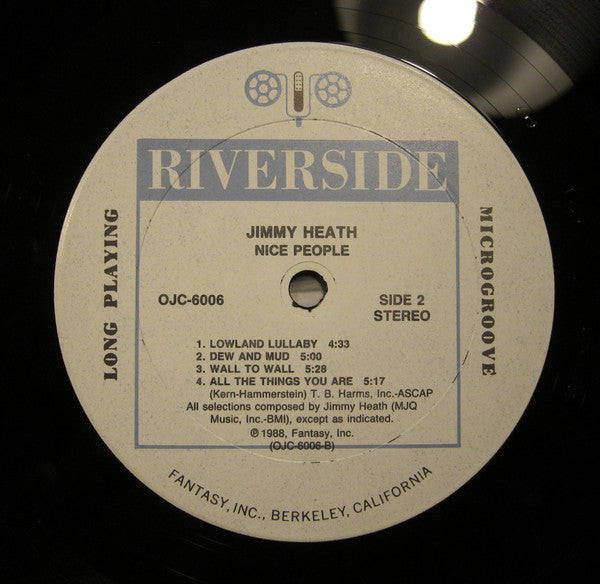 RIVERSIDE
LONG PLAYING
MICROGROOVE
JIMMY HEATH
NICE PEOPLE
OJC-6006
SIDE 2
STEREO
1. LOWLAND LULLABY 4:33
2. DEW AND MUD 5:00
3. WALL TO WALL 5:28
4. ALL THE THINGS YOU ARE 5:17
(Kern-Hammerstein) T. B. Harms, Inc.-ASCAP
All selections composed by Jimmy Heath (MJQ
Music, Inc.-BMI), except as indicated.
℗ 1988, Fantasy, Inc.
(OJC-6006-B)
FANTASY, INC., BERKELEY, CALIFORNIA